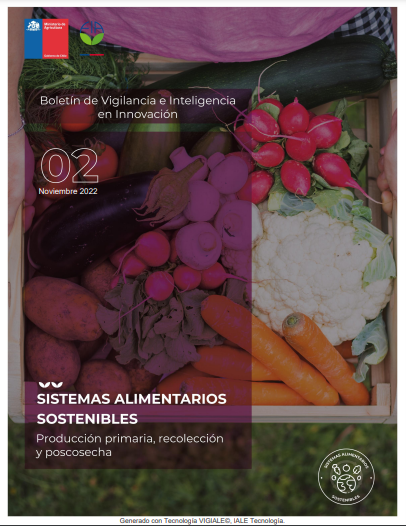 Ministerio de
Agricultura
Gobierno de Chile
Boletín de Vigilancia e Inteligencia
en Innovación
02
Noviembre 2022
SISTEMAS ALIMENTARIOS
SOSTENIBLES
Producción primaria, recolección
y poscosecha
SISTEMAS ALIMENTARIOS
SOSTENIBLES
Generado con Tecnología VIGIALE©, IALE Tecnología.